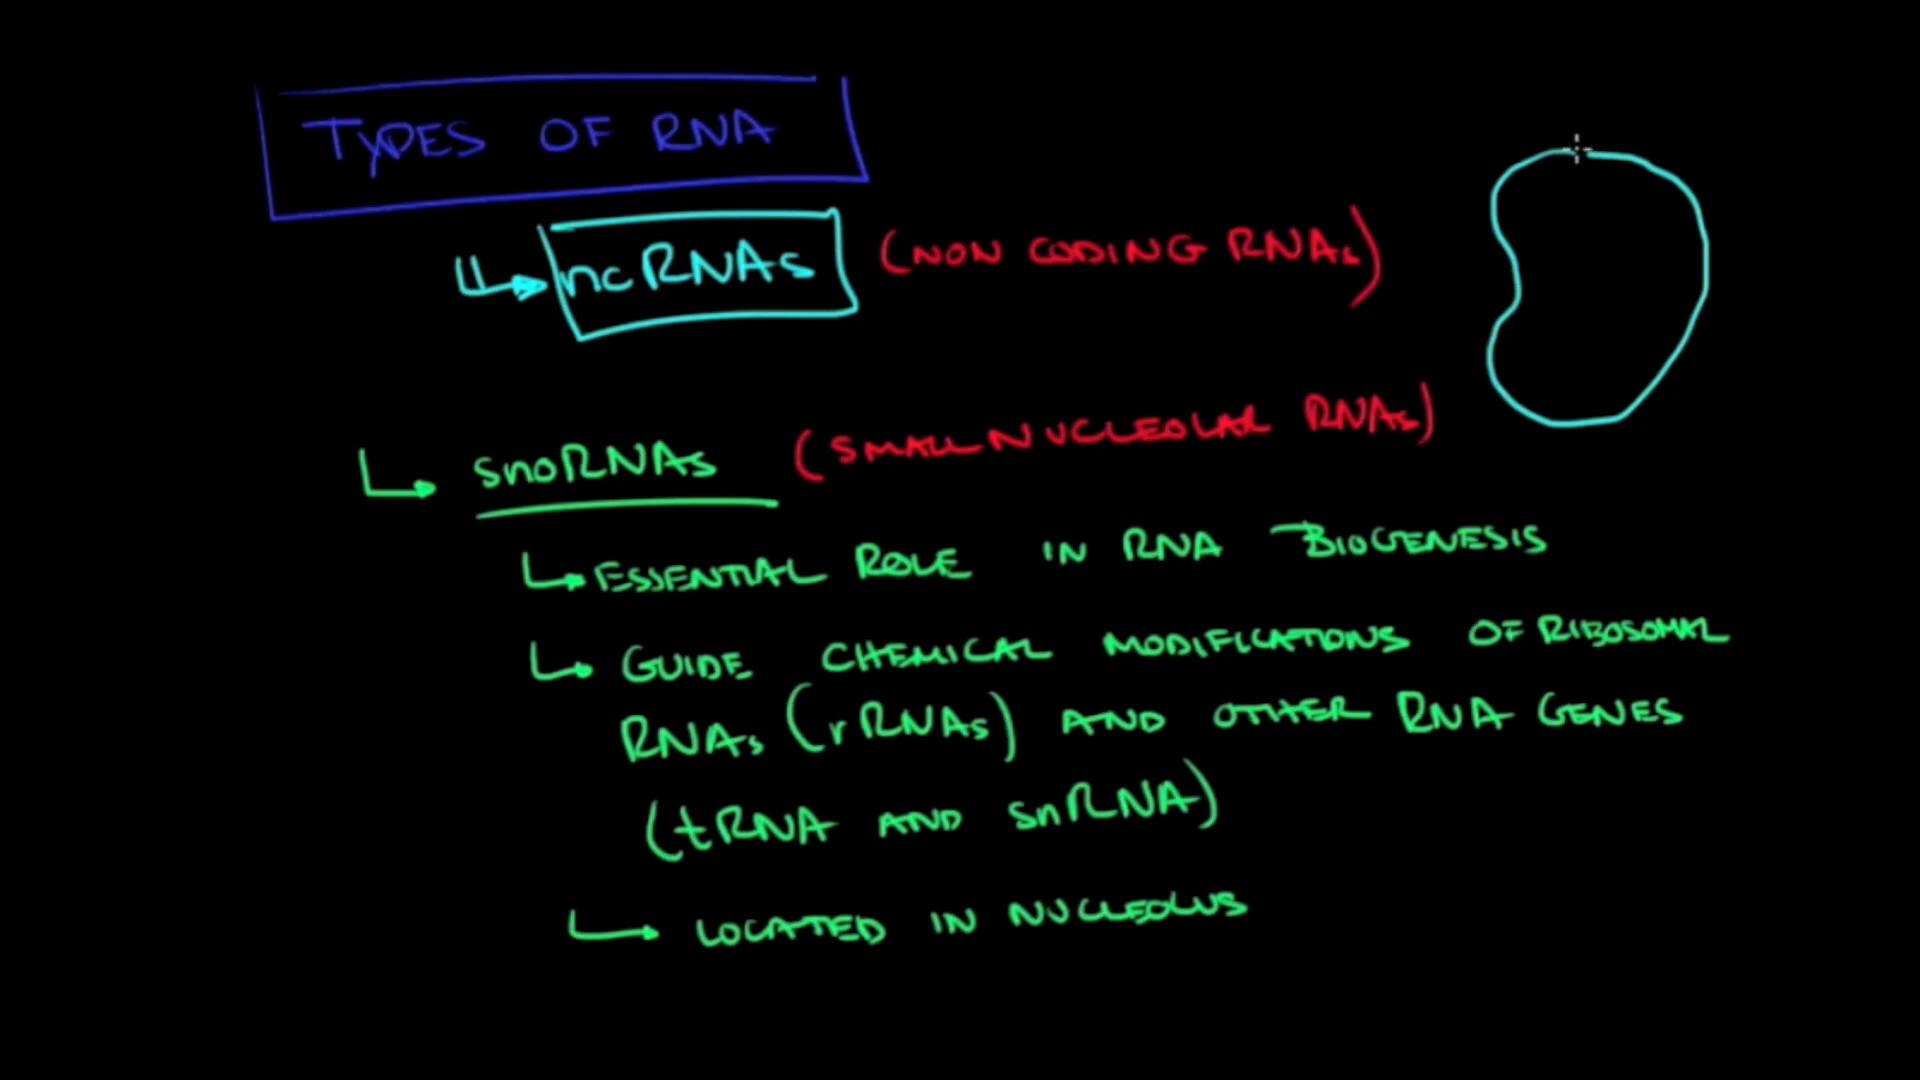 TYPES OF RNA
ncRNAs (NON CODING RNAs)
snoRNAs (SMALL NUCLEOLAR RNAs)
ESSENTIAL ROLE IN RNA BIOGENESIS
GUIDE CHEMICAL MODIFICATIONS OF RIBOSOMAL
RNAs (rRNAs) AND OTHER RNA GENES
(tRNA AND snRNA)
LOCATED IN NUCLEOLUS